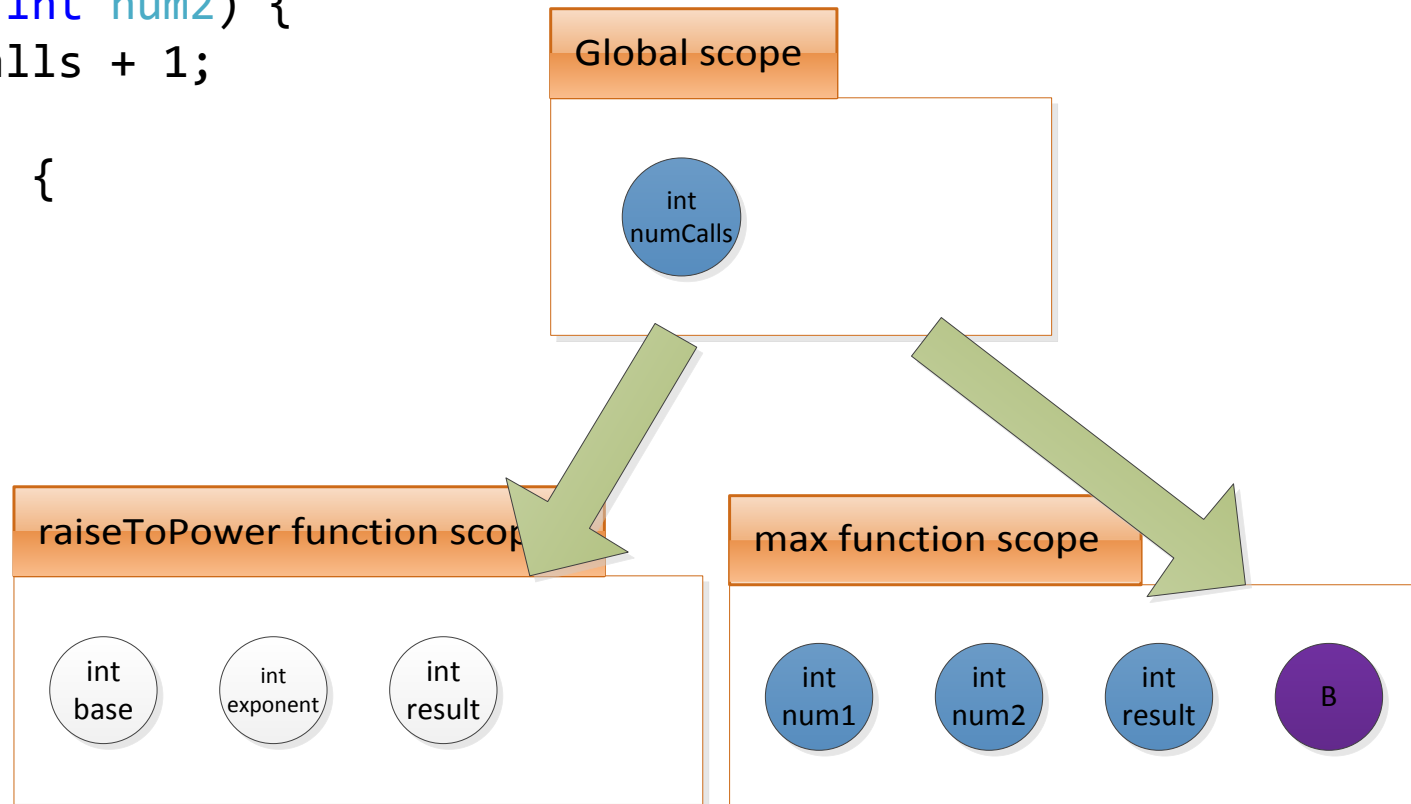 int num2) {
alls + 1;
{
Global scope
int
numCalls
raiseToPower function scop
max function scope
int
base
int
exponent
int
result
int
num1
int
num2
int
result
B